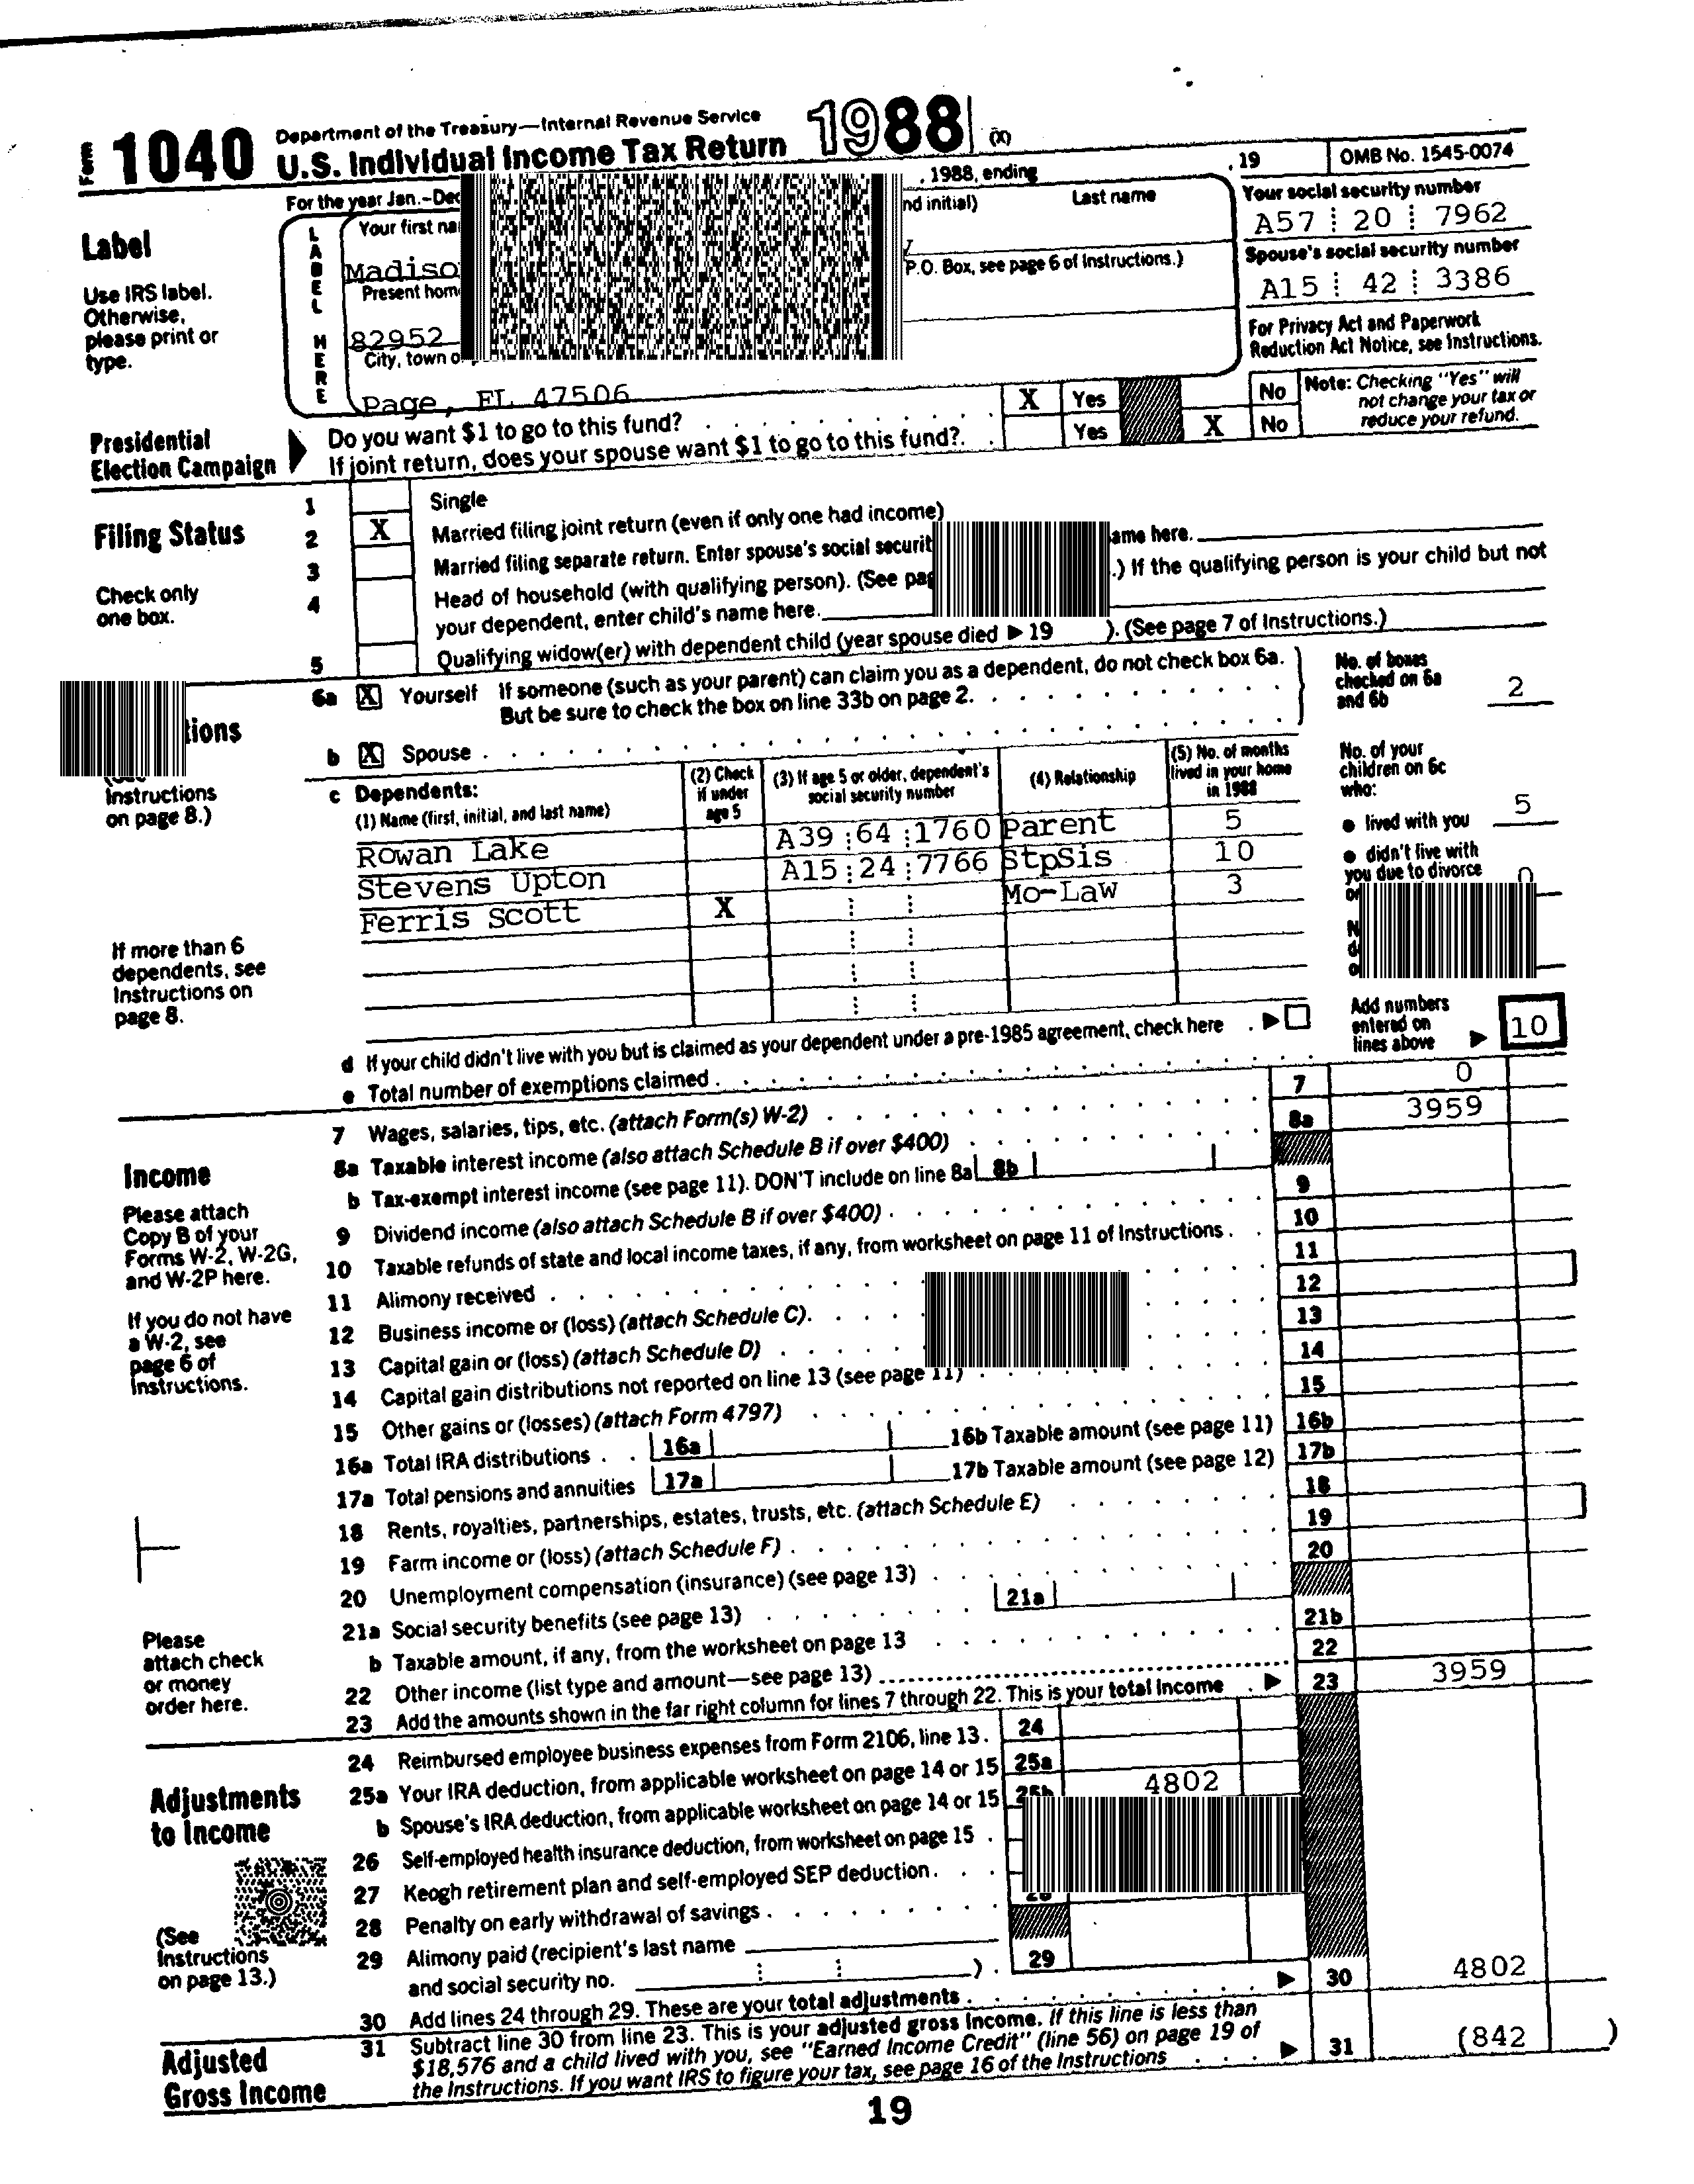 Form 1040 Department of the Treasury—Internal Revenue Service
U.S. Individual Income Tax Return 1988 (X)
For the year Jan.–Dec , 1988, ending , 19 OMB No. 1545-0074
Label
Use IRS label. Otherwise, please print or type.
LABEL HERE
Your first na nd initial) Last name
Your social security number
A57 20 7962
Present hom P.O. Box, see page 6 of Instructions.)
Spouse's social security number
A15 42 3386
82952
City, town o
For Privacy Act and Paperwork Reduction Act Notice, see Instructions.
Page, FL 47506
Presidential Election Campaign
Do you want $1 to go to this fund? X Yes No
If joint return, does your spouse want $1 to go to this fund?. Yes X No
Note: Checking "Yes" will not change your tax or reduce your refund.
Filing Status
Check only one box.
1 Single
2 X Married filing joint return (even if only one had income)
3 Married filing separate return. Enter spouse's social securit ame here.
4 Head of household (with qualifying person). (See pag .) If the qualifying person is your child but not
your dependent, enter child's name here.
5 Qualifying widow(er) with dependent child (year spouse died ▶ 19 ). (See page 7 of Instructions.)
tions
Instructions on page 8.)
6a X Yourself If someone (such as your parent) can claim you as a dependent, do not check box 6a.
But be sure to check the box on line 33b on page 2.
b X Spouse
No. of boxes checked on 6a and 6b 2
c Dependents:
(1) Name (first, initial, and last name)
(2) Check if under age 5
(3) If age 5 or older, dependent's social security number
(4) Relationship
(5) No. of months lived in your home in 1988
Rowan Lake A39 64 1760 Parent 5
Stevens Upton A15 24 7766 StpSis 10
Ferris Scott X Mo-Law 3
No. of your children on 6c who:
● lived with you 5
● didn't live with you due to divorce
If more than 6 dependents, see Instructions on page 8.
d If your child didn't live with you but is claimed as your dependent under a pre-1985 agreement, check here
e Total number of exemptions claimed
Add numbers entered on lines above ▶ 10
Income
Please attach Copy B of your Forms W-2, W-2G, and W-2P here.
If you do not have a W-2, see page 6 of Instructions.
Please attach check or money order here.
7 Wages, salaries, tips, etc. (attach Form(s) W-2) 7 0
8a Taxable interest income (also attach Schedule B if over $400) 8a 3959
b Tax-exempt interest income (see page 11). DON'T include on line 8a 8b
9 Dividend income (also attach Schedule B if over $400) 9
10 Taxable refunds of state and local income taxes, if any, from worksheet on page 11 of Instructions 10
11 Alimony received 11
12 Business income or (loss) (attach Schedule C). 12
13 Capital gain or (loss) (attach Schedule D) 13
14 Capital gain distributions not reported on line 13 (see page 11) 14
15 Other gains or (losses) (attach Form 4797) 15
16a Total IRA distributions 16a 16b Taxable amount (see page 11) 16b
17a Total pensions and annuities 17a 17b Taxable amount (see page 12) 17b
18 Rents, royalties, partnerships, estates, trusts, etc. (attach Schedule E) 18
19 Farm income or (loss) (attach Schedule F) 19
20 Unemployment compensation (insurance) (see page 13) 20
21a Social security benefits (see page 13) 21a
b Taxable amount, if any, from the worksheet on page 13 21b
22 Other income (list type and amount—see page 13) 22
23 Add the amounts shown in the far right column for lines 7 through 22. This is your total income ▶ 23 3959
Adjustments to Income
(See Instructions on page 13.)
24 Reimbursed employee business expenses from Form 2106, line 13. 24
25a Your IRA deduction, from applicable worksheet on page 14 or 15 25a
b Spouse's IRA deduction, from applicable worksheet on page 14 or 15 25b 4802
26 Self-employed health insurance deduction, from worksheet on page 15
27 Keogh retirement plan and self-employed SEP deduction.
28 Penalty on early withdrawal of savings 28
29 Alimony paid (recipient's last name
and social security no. ) 29
30 Add lines 24 through 29. These are your total adjustments ▶ 30 4802
Adjusted Gross Income
31 Subtract line 30 from line 23. This is your adjusted gross income. If this line is less than
$18,576 and a child lived with you, see "Earned Income Credit" (line 56) on page 19 of
the Instructions. If you want IRS to figure your tax, see page 16 of the Instructions ▶ 31 (842 )
19